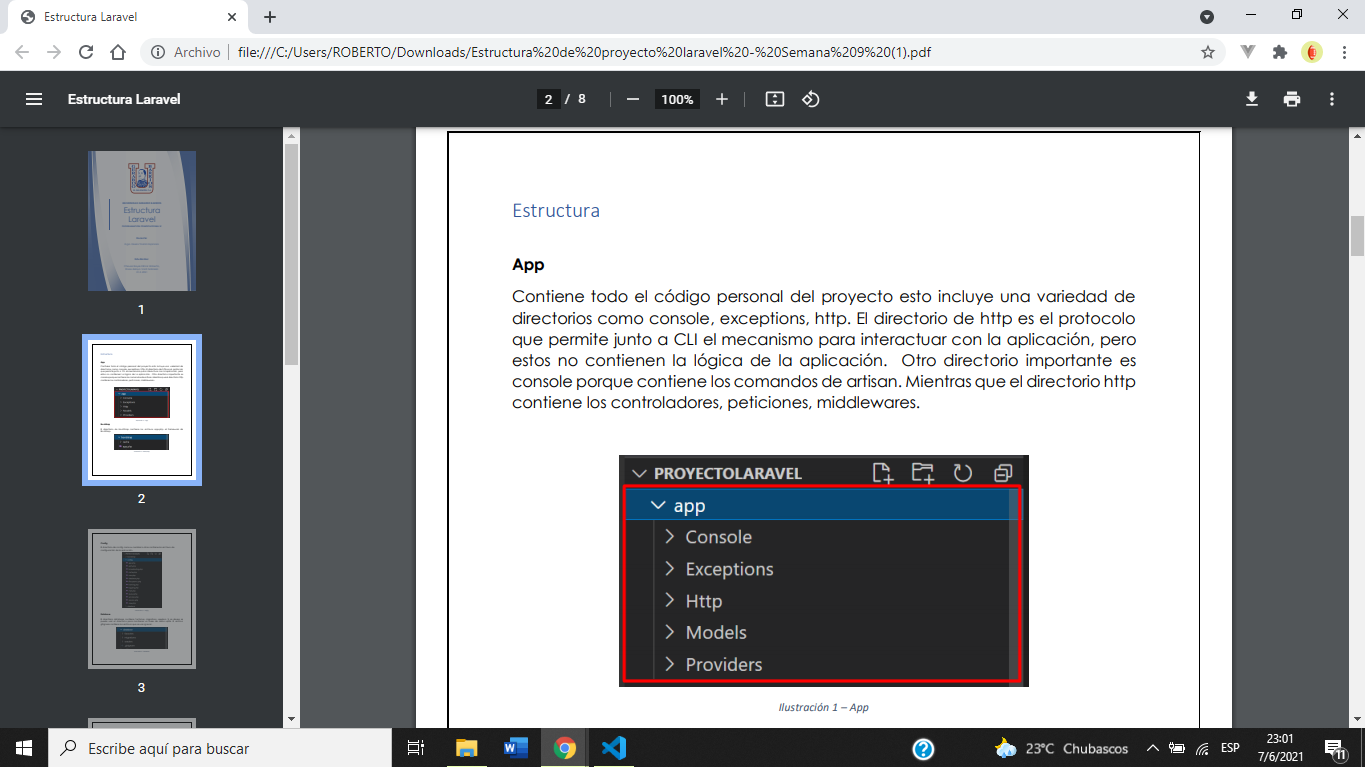 Estructura Laravel
Archivo
file:///C:/Users/ROBERTO/Downloads/Estructura%20de%20proyecto%20laravel%20-%20Semana%209%20(1).pdf
Estructura Laravel
2 / 8
100%
Estructura
Laravel
1
2
3
Estructura
App
Contiene todo el código personal del proyecto esto incluye una variedad de
directorios como console, exceptions, http. El directorio de http es el protocolo
que permite junto a CLI el mecanismo para interactuar con la aplicación, pero
estos no contienen la lógica de la aplicación. Otro directorio importante es
console porque contiene los comandos de artisan. Mientras que el directorio http
contiene los controladores, peticiones, middlewares.
PROYECTOLARAVEL
app
Console
Exceptions
Http
Models
Providers
Ilustración 1 – App
Escribe aquí para buscar
23°C Chubascos
ESP
23:01
7/6/2021
11